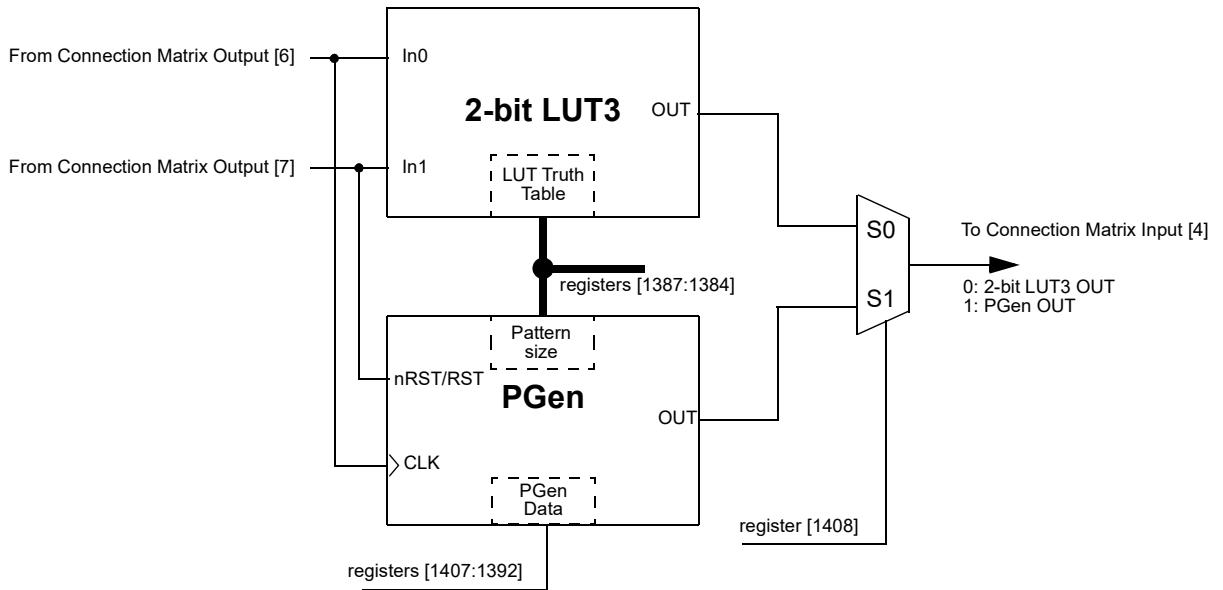 From Connection Matrix Output [6]
In0
2-bit LUT3
OUT
From Connection Matrix Output [7]
In1
LUT Truth
Table
S0
To Connection Matrix Input [4]
registers [1387:1384]
0: 2-bit LUT3 OUT
1: PGen OUT
S1
Pattern
size
nRST/RST
PGen
OUT
CLK
PGen
Data
register [1408]
registers [1407:1392]